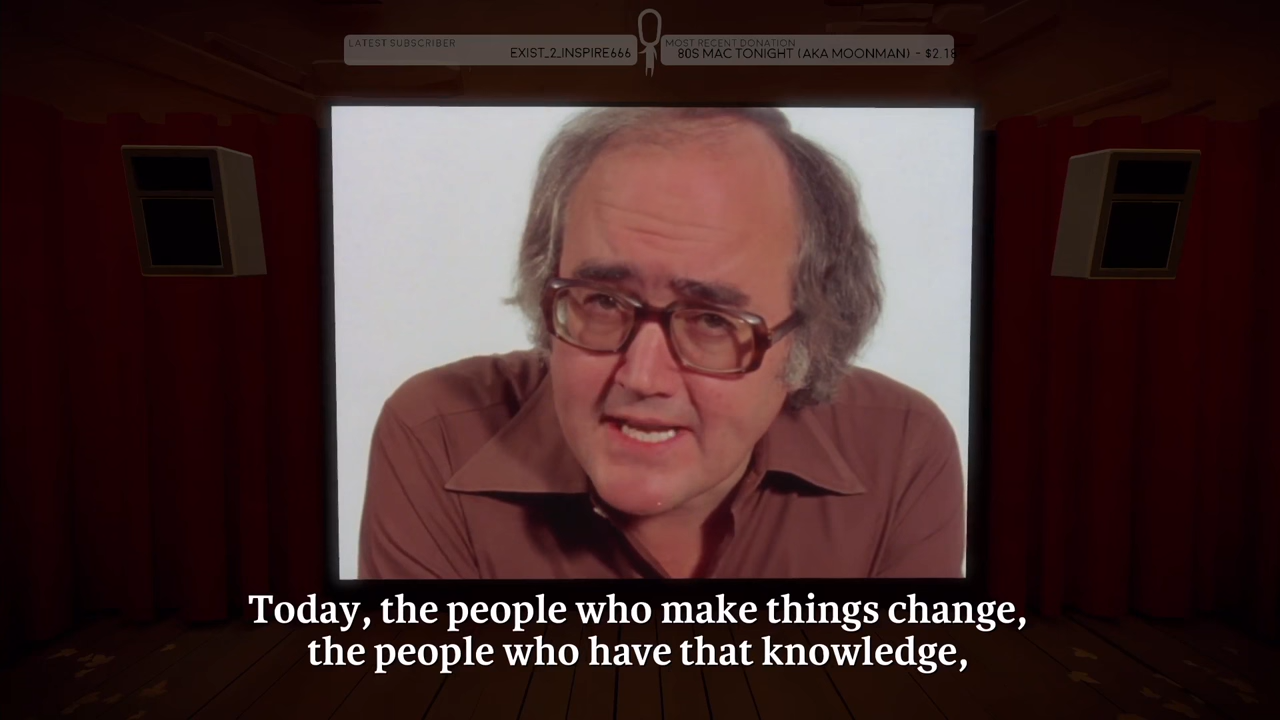 LATEST SUBSCRIBER
EXIST_2_INSPIRE666
MOST RECENT DONATION
80S MAC TONIGHT (AKA MOONMAN) - $2.18
Today, the people who make things change,
the people who have that knowledge,